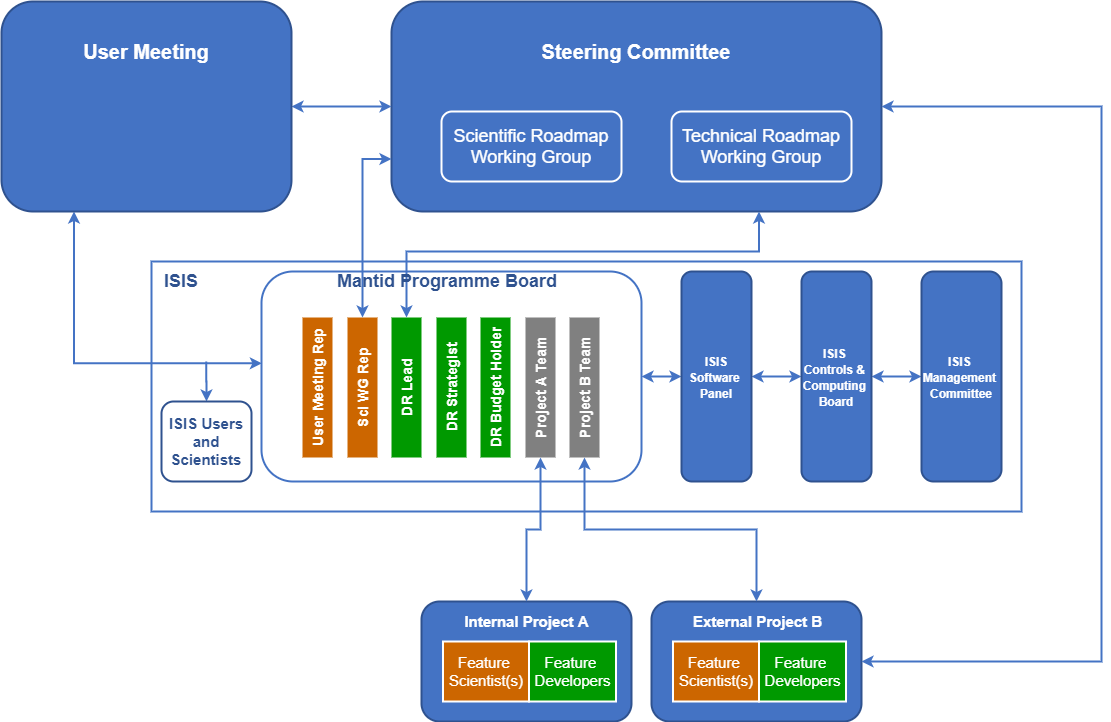 User Meeting
Steering Committee
Scientific Roadmap
Working Group
Technical Roadmap
Working Group
ISIS
Mantid Programme Board
User Meeting Rep
Sci WG Rep
DR Lead
DR Strategist
DR Budget Holder
Project A Team
Project B Team
ISIS
Software
Panel
ISIS
Controls &
Computing
Board
ISIS
Management
Committee
ISIS Users
and
Scientists
Internal Project A
Feature
Scientist(s)
Feature
Developers
External Project B
Feature
Scientist(s)
Feature
Developers